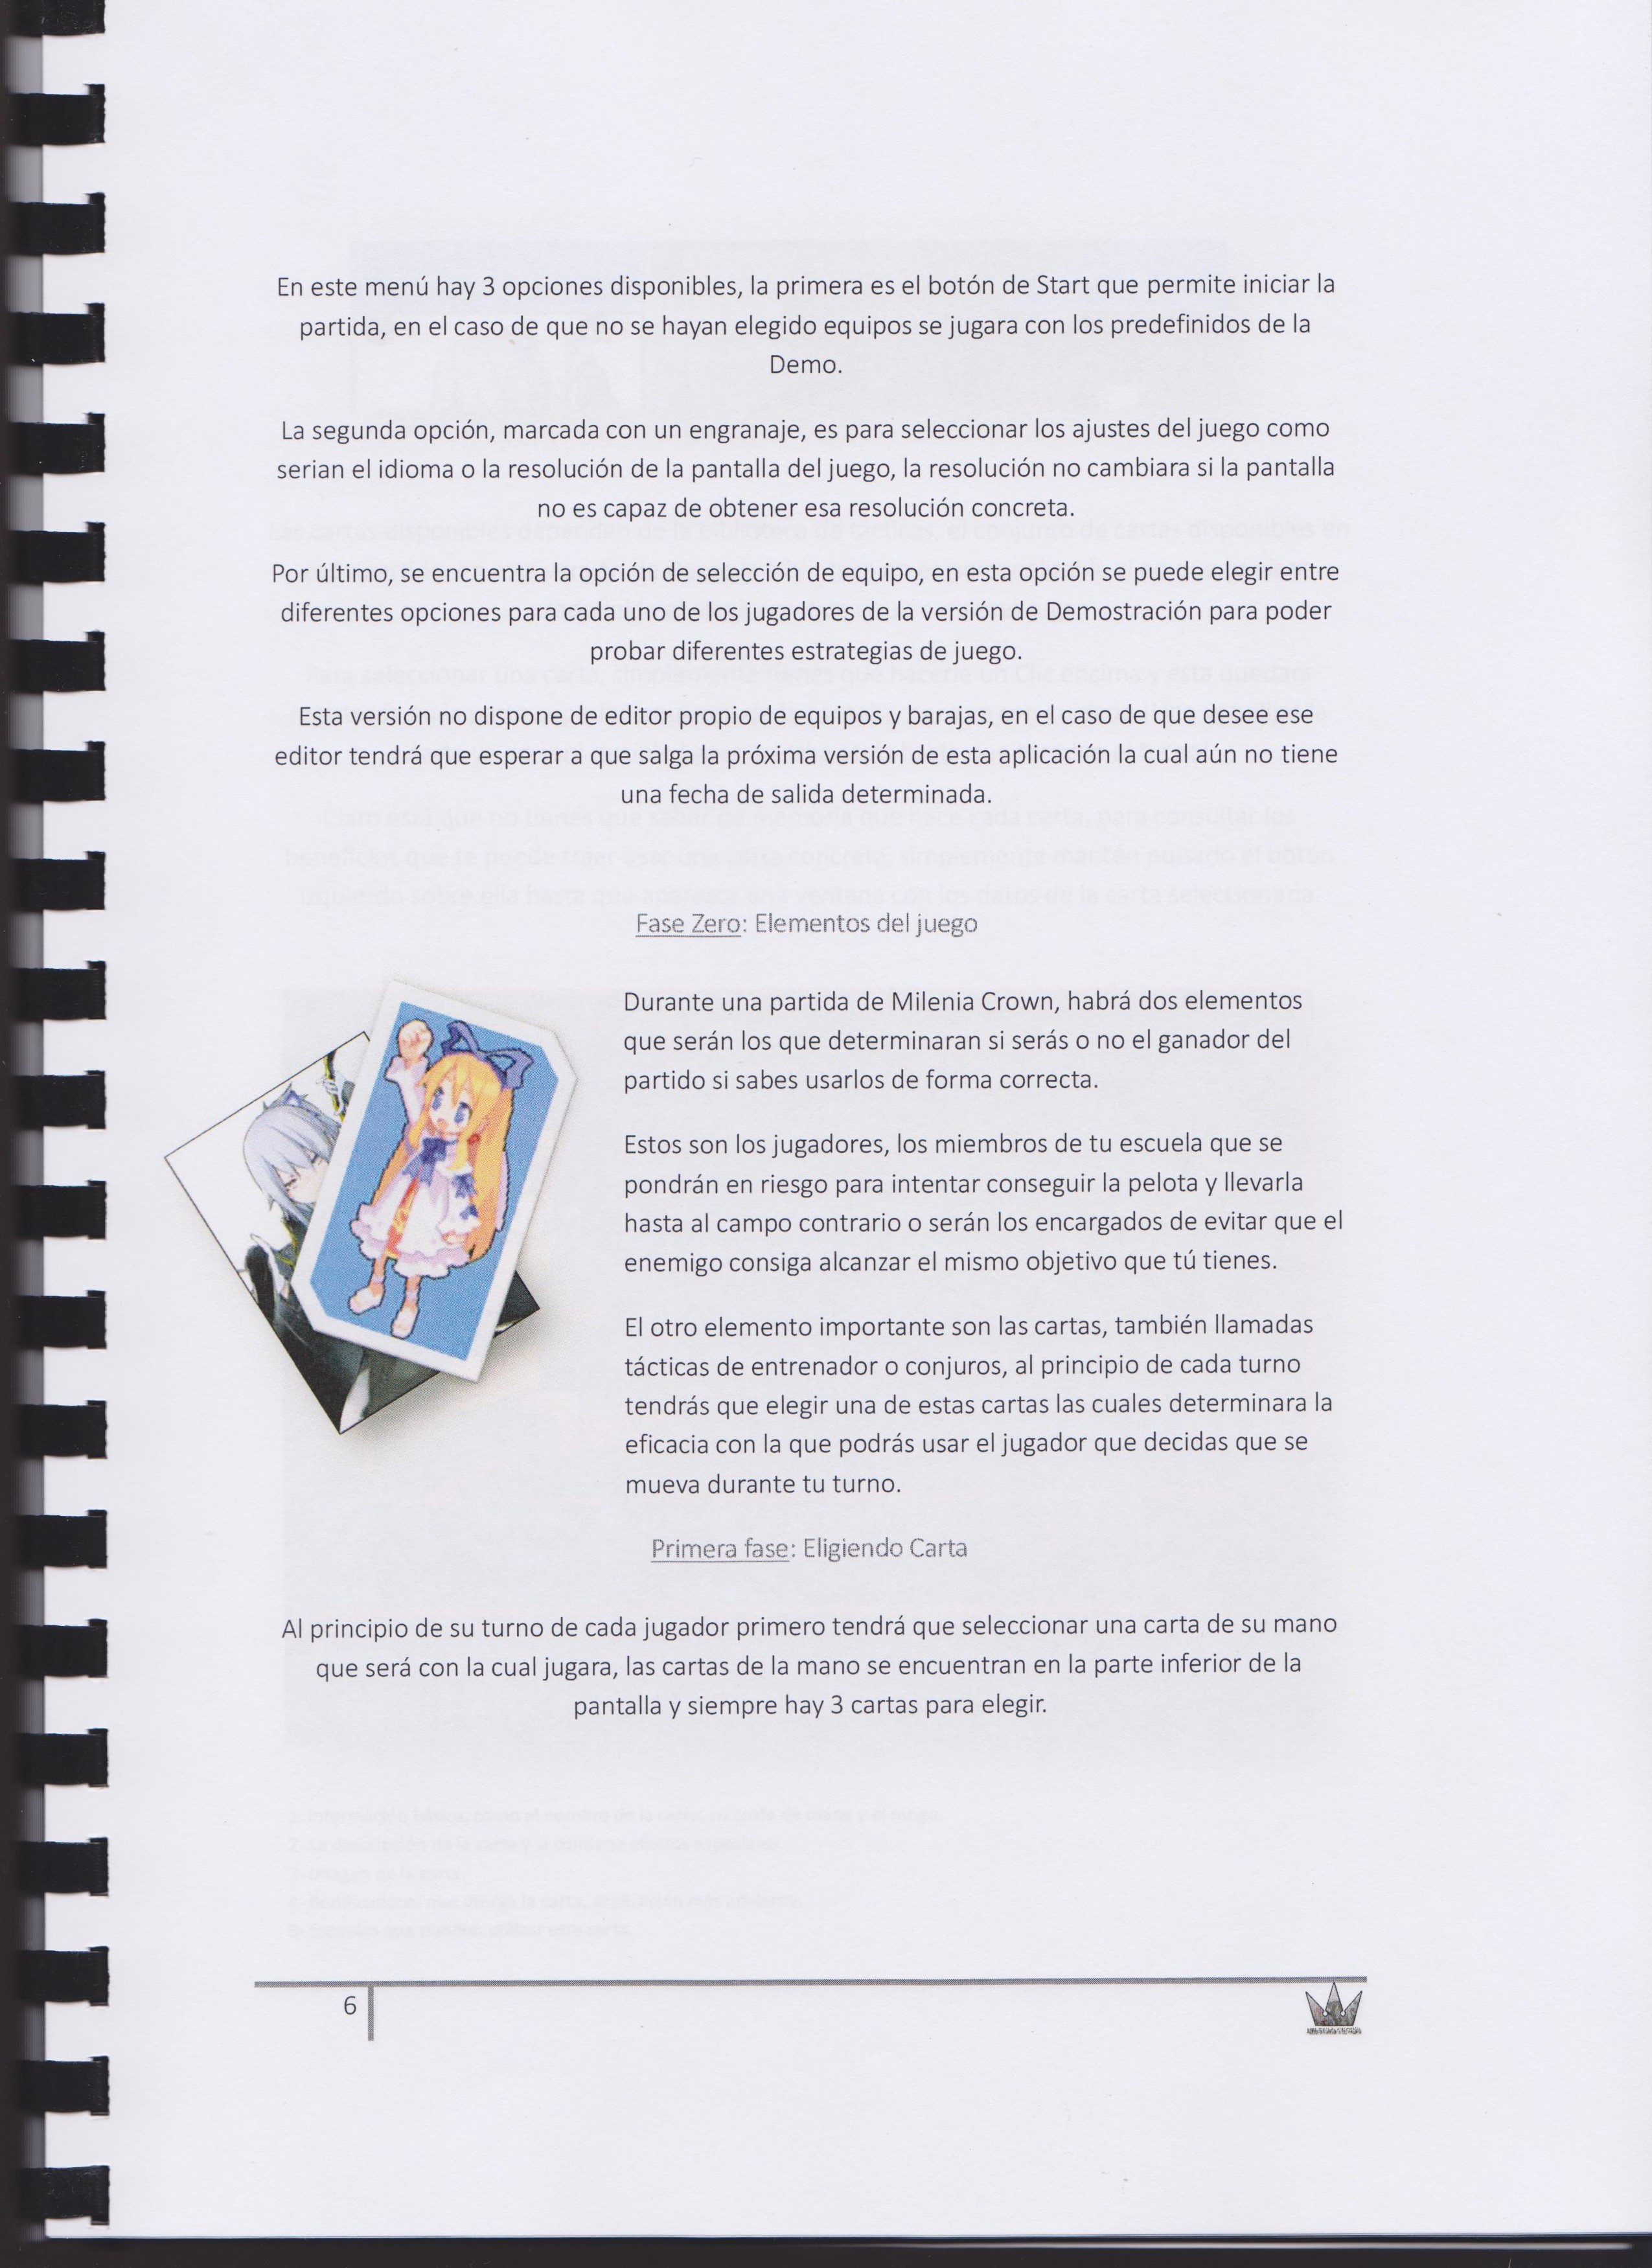 En este menú hay 3 opciones disponibles, la primera es el botón de Start que permite iniciar la
partida, en el caso de que no se hayan elegido equipos se jugara con los predefinidos de la
Demo.
La segunda opción, marcada con un engranaje, es para seleccionar los ajustes del juego como
serian el idioma o la resolución de la pantalla del juego, la resolución no cambiara si la pantalla
no es capaz de obtener esa resolución concreta.
Por último, se encuentra la opción de selección de equipo, en esta opción se puede elegir entre
diferentes opciones para cada uno de los jugadores de la versión de Demostración para poder
probar diferentes estrategias de juego.
Esta versión no dispone de editor propio de equipos y barajas, en el caso de que desee ese
editor tendrá que esperar a que salga la próxima versión de esta aplicación la cual aún no tiene
una fecha de salida determinada.
Fase Zero: Elementos del juego
Durante una partida de Milenia Crown, habrá dos elementos
que serán los que determinaran si serás o no el ganador del
partido si sabes usarlos de forma correcta.
Estos son los jugadores, los miembros de tu escuela que se
pondrán en riesgo para intentar conseguir la pelota y llevarla
hasta al campo contrario o serán los encargados de evitar que el
enemigo consiga alcanzar el mismo objetivo que tú tienes.
El otro elemento importante son las cartas, también llamadas
tácticas de entrenador o conjuros, al principio de cada turno
tendrás que elegir una de estas cartas las cuales determinara la
eficacia con la que podrás usar el jugador que decidas que se
mueva durante tu turno.
Primera fase: Eligiendo Carta
Al principio de su turno de cada jugador primero tendrá que seleccionar una carta de su mano
que será con la cual jugara, las cartas de la mano se encuentran en la parte inferior de la
pantalla y siempre hay 3 cartas para elegir.
6